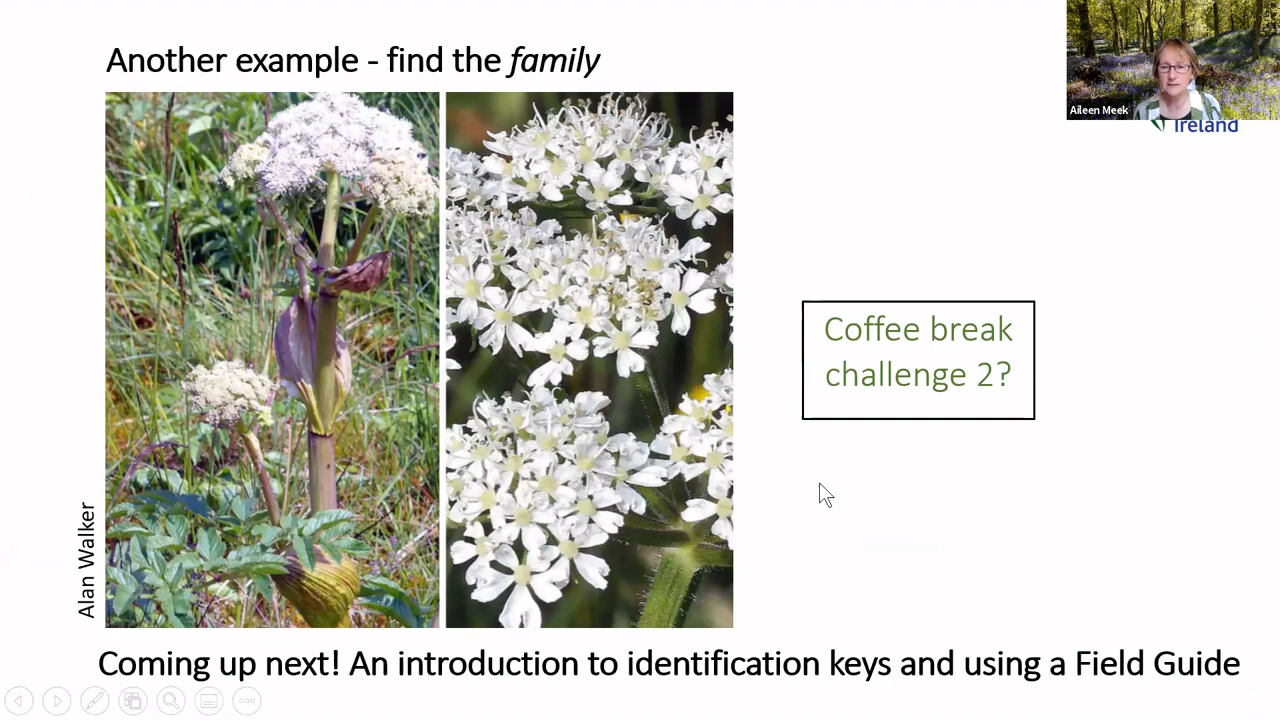 Another example - find the family
Aileen Meek
Ireland
Coffee break
challenge 2?
Alan Walker
Coming up next! An introduction to identification keys and using a Field Guide